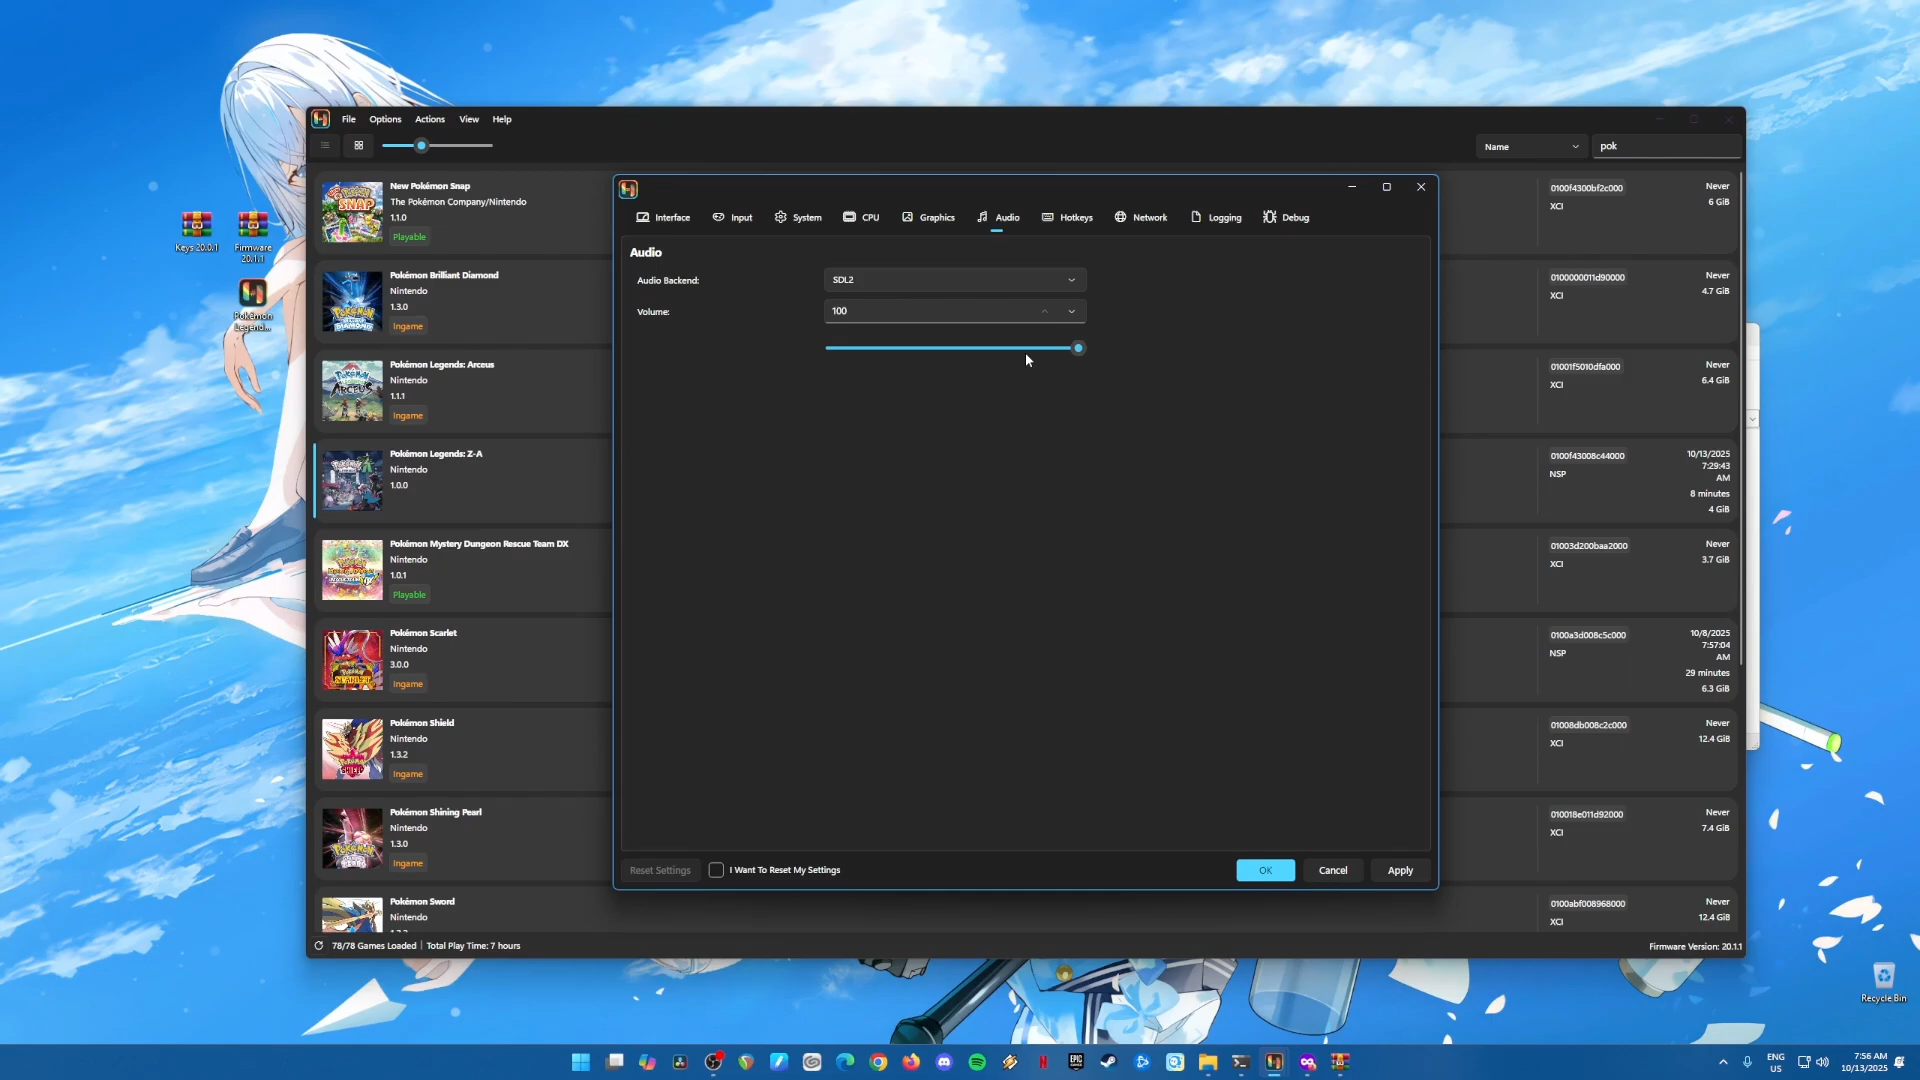 File Options Actions View Help
Name pok
New Pokémon Snap
The Pokémon Company/Nintendo
1.1.0
Playable
0100f4300bf2c000
XCI
Never
6 GiB
Pokémon Brilliant Diamond
Nintendo
1.3.0
Ingame
0100000011d90000
XCI
Never
4.7 GiB
Pokémon Legends: Arceus
Nintendo
1.1.1
Ingame
01001f5010dfa000
XCI
Never
6.4 GiB
Pokémon Legends: Z-A
Nintendo
1.0.0
0100f43008c44000
NSP
10/13/2025
7:29:43
AM
8 minutes
4 GiB
Pokémon Mystery Dungeon Rescue Team DX
Nintendo
1.0.1
Playable
01003d200baa2000
XCI
Never
3.7 GiB
Pokémon Scarlet
Nintendo
3.0.0
Ingame
0100a3d008c5c000
NSP
10/8/2025
7:57:04
AM
29 minutes
6.3 GiB
Pokémon Shield
Nintendo
1.3.2
Ingame
01008db008c2c000
XCI
Never
12.4 GiB
Pokémon Shining Pearl
Nintendo
1.3.0
Ingame
010018e011d92000
XCI
Never
7.4 GiB
Pokémon Sword
Nintendo
0100abf008968000
XCI
Never
12.4 GiB
78/78 Games Loaded | Total Play Time: 7 hours
Firmware Version: 20.1.1
Interface Input System CPU Graphics Audio Hotkeys Network Logging Debug
Audio
Audio Backend: SDL2
Volume: 100
Reset Settings I Want To Reset My Settings OK Cancel Apply
Keys 20.0.1
Firmware
20.1.1
Pokémon
Legend...
Recycle Bin
ENG
US
7:56 AM
10/13/2025